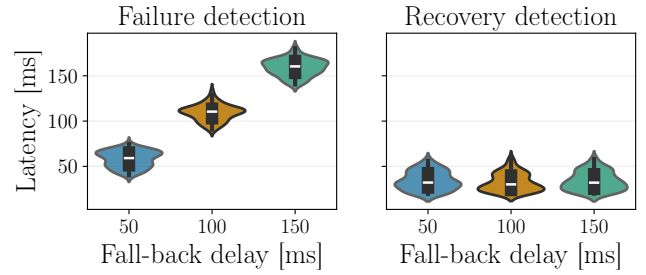 Failure detection
Recovery detection
Latency [ms]
150
100
50
50 100 150
50 100 150
Fall-back delay [ms]
Fall-back delay [ms]